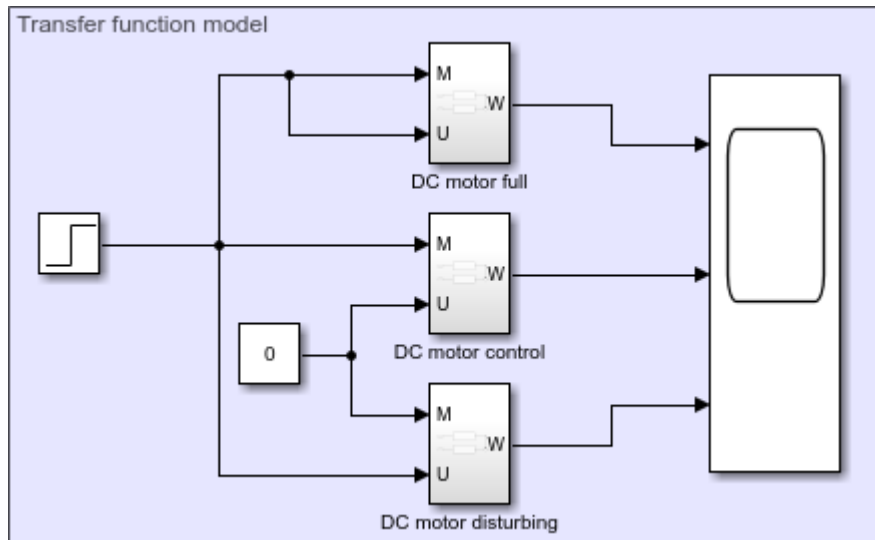 Transfer function model
M
W
U
DC motor full
M
W
U
DC motor control
0
M
W
U
DC motor disturbing